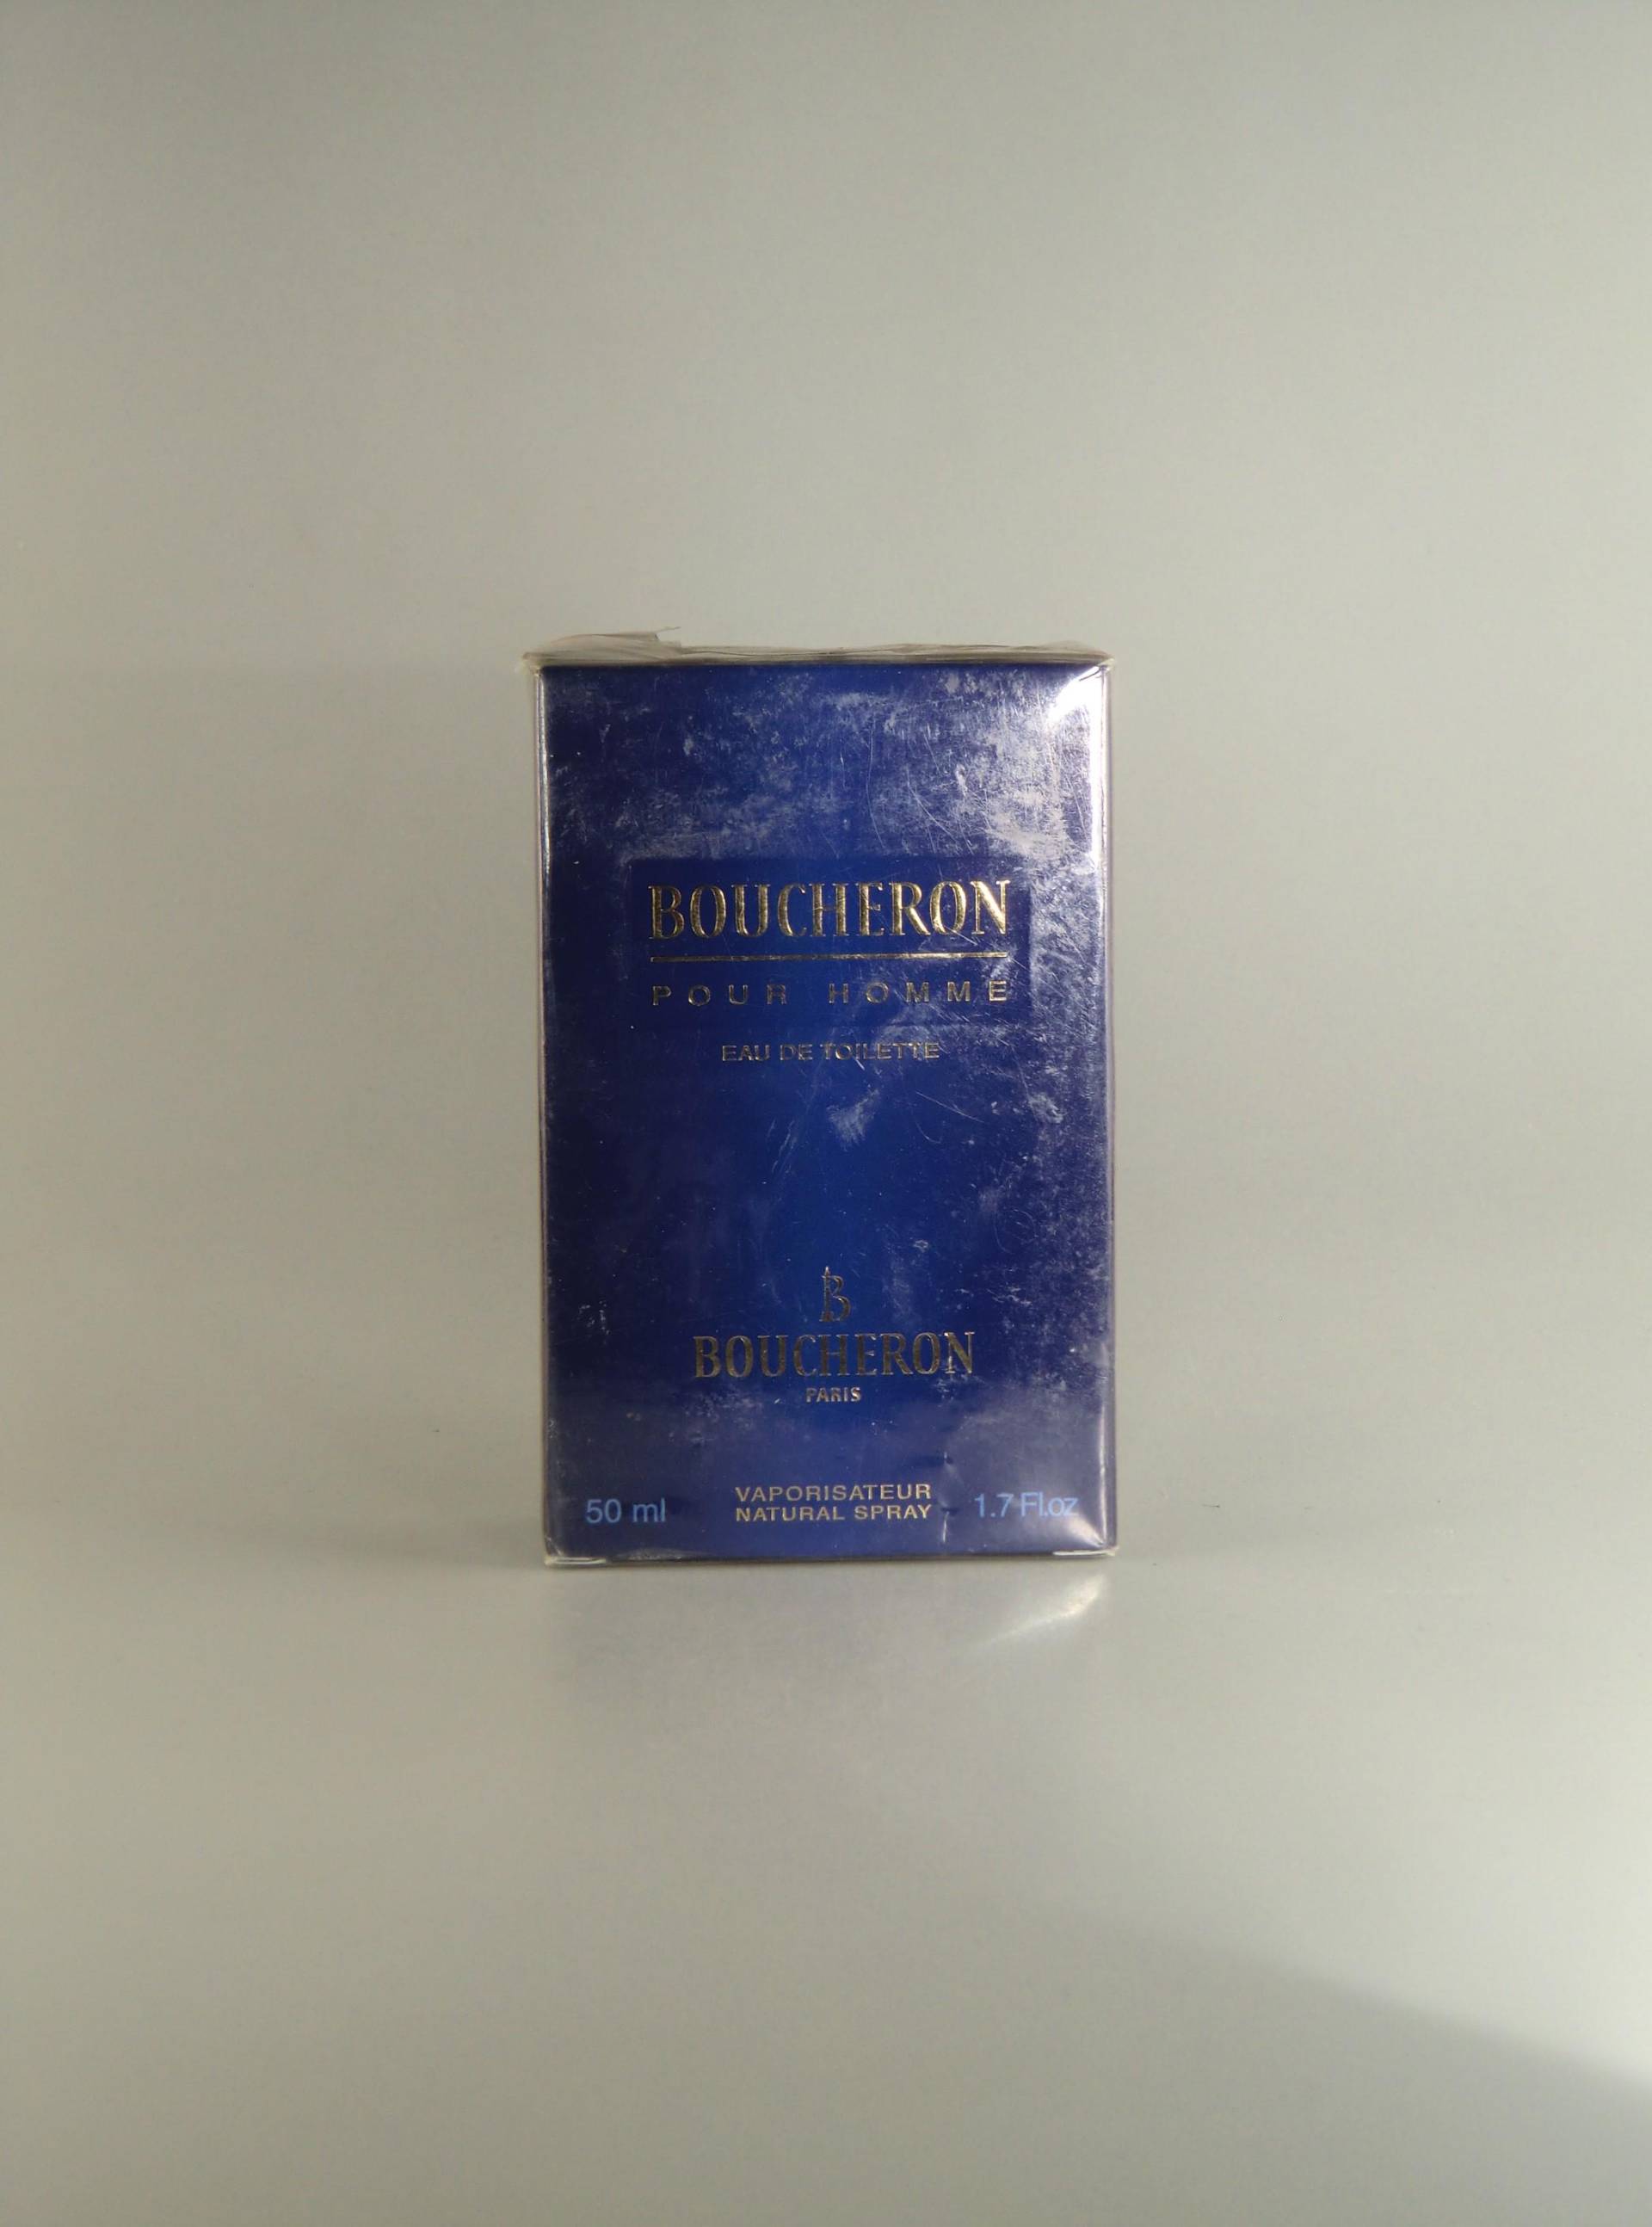 BOUCHERON
POUR HOMME
EAU DE TOILETTE
B
BOUCHERON
PARIS
50 ml
VAPORISATEUR
NATURAL SPRAY
1.7 Fl.oz